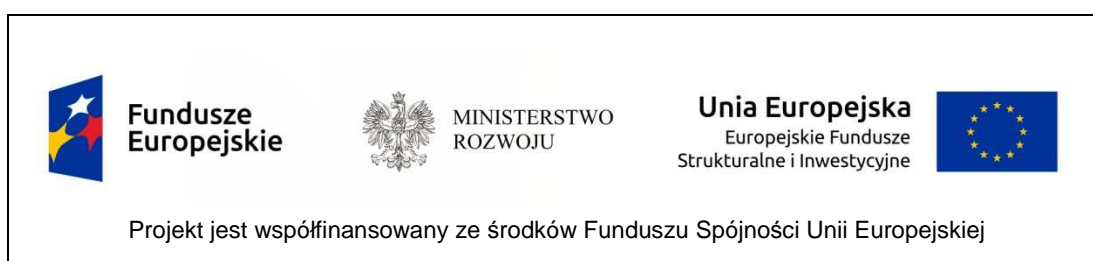 Fundusze
Europejskie
MINISTERSTWO
ROZWOJU
Unia Europejska
Europejskie Fundusze
Strukturalne i Inwestycyjne
Projekt jest współfinansowany ze środków Funduszu Spójności Unii Europejskiej